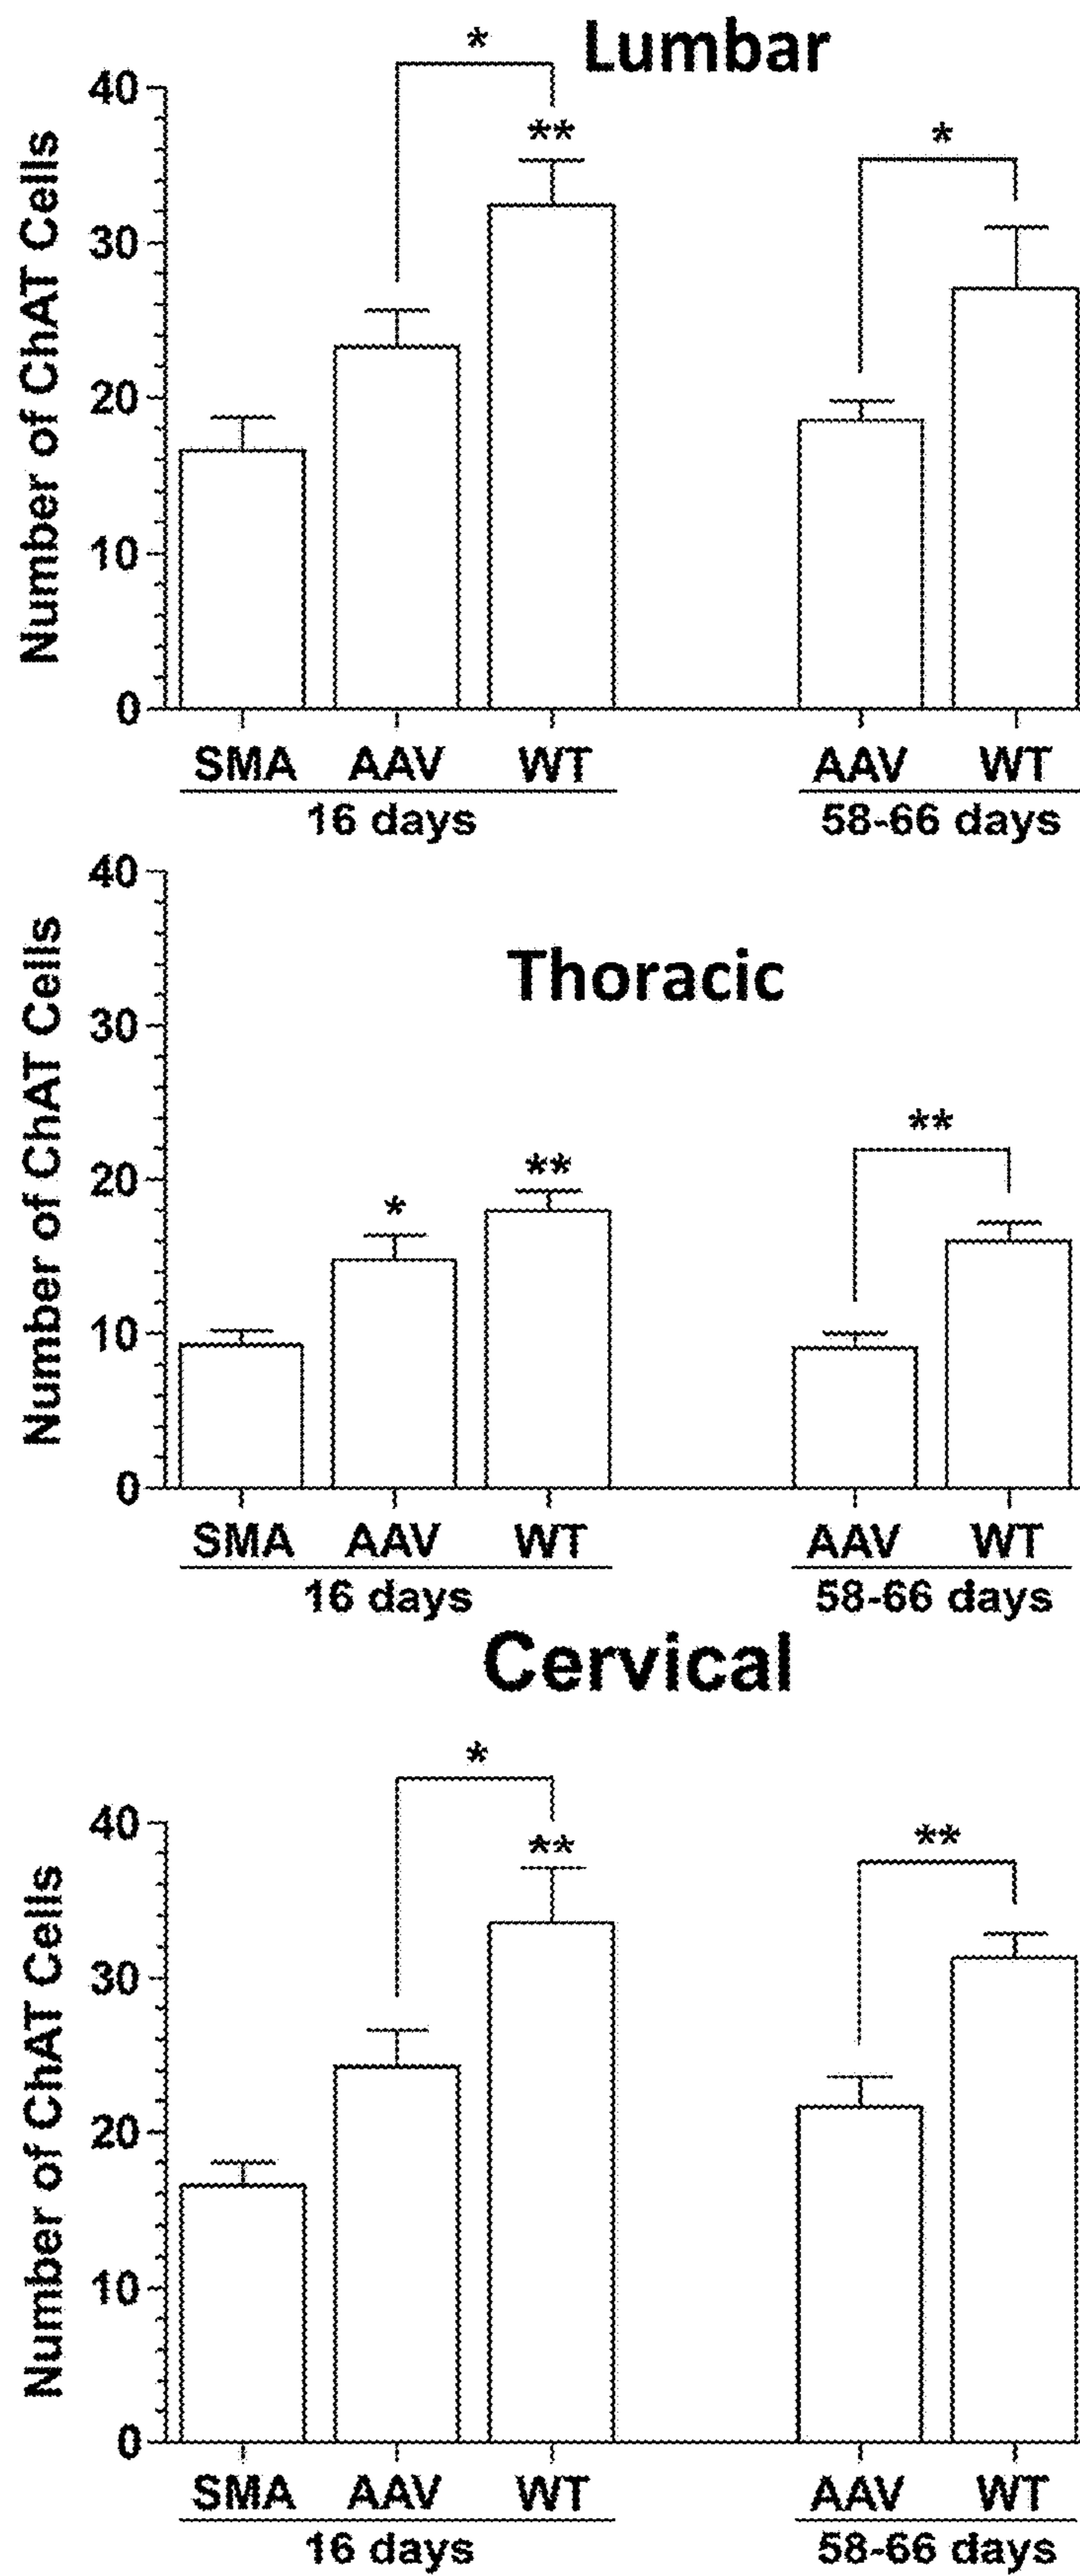 Lumbar
*
40
**
*
30
20
10
0
Number of ChAT Cells
SMA AAV WT AAV WT
16 days 58-66 days
40
Thoracic
30
**
20
**
*
10
0
Number of ChAT Cells
SMA AAV WT AAV WT
16 days 58-66 days
Cervical
*
40
**
**
30
20
10
0
Number of ChAT Cells
SMA AAV WT AAV WT
16 days 58-66 days